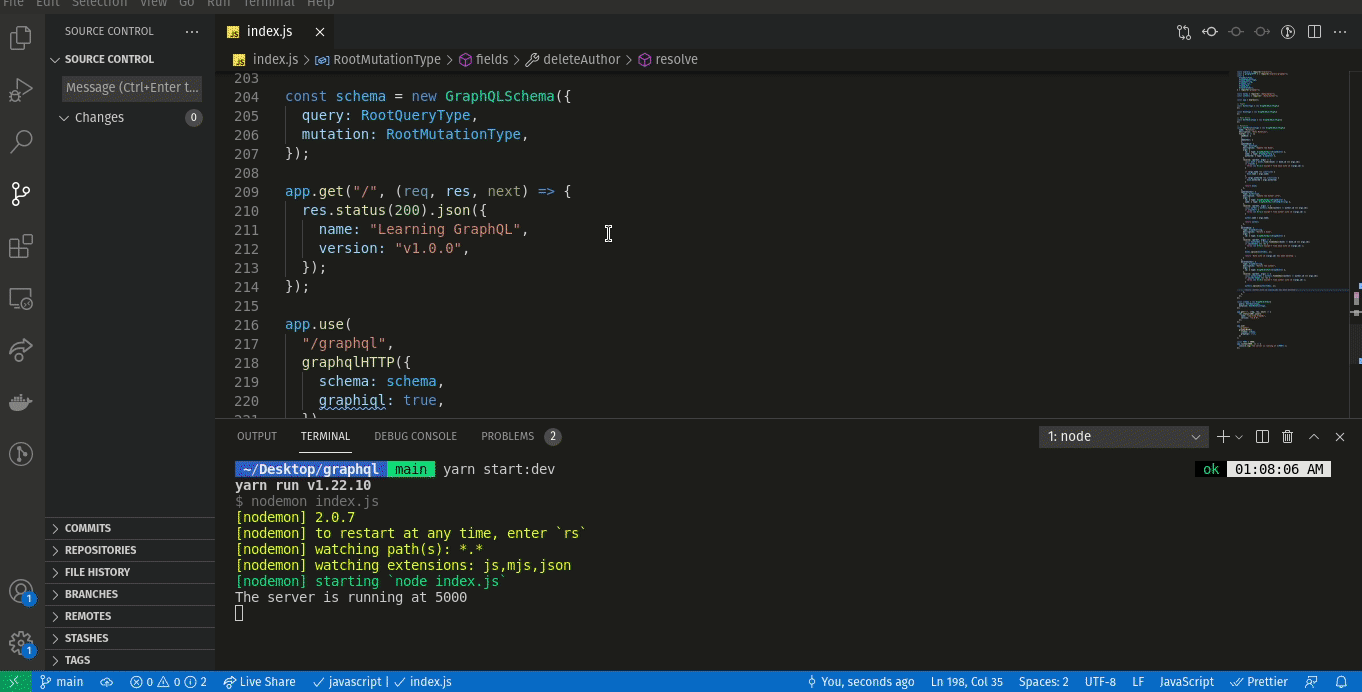 File Edit Selection View Go Run Terminal Help
SOURCE CONTROL ···
index.js ×
SOURCE CONTROL
index.js > RootMutationType > fields > deleteAuthor > resolve
Message (Ctrl+Enter t...
Changes 0
203
204 const schema = new GraphQLSchema({
205 query: RootQueryType,
206 mutation: RootMutationType,
207 });
208
209 app.get("/", (req, res, next) => {
210 res.status(200).json({
211 name: "Learning GraphQL",
212 version: "v1.0.0",
213 });
214 });
215
216 app.use(
217 "/graphql",
218 graphqlHTTP({
219 schema: schema,
220 graphiql: true,
221 })
OUTPUT TERMINAL DEBUG CONSOLE PROBLEMS 2 1: node
~/Desktop/graphql main yarn start:dev ok 01:08:06 AM
yarn run v1.22.10
$ nodemon index.js
[nodemon] 2.0.7
[nodemon] to restart at any time, enter `rs`
[nodemon] watching path(s): *.*
[nodemon] watching extensions: js,mjs,json
[nodemon] starting `node index.js`
The server is running at 5000
COMMITS
REPOSITORIES
FILE HISTORY
BRANCHES
REMOTES
STASHES
TAGS
1
1
main 0 0 2 Live Share javascript | index.js You, seconds ago Ln 198, Col 35 Spaces: 2 UTF-8 LF JavaScript Prettier